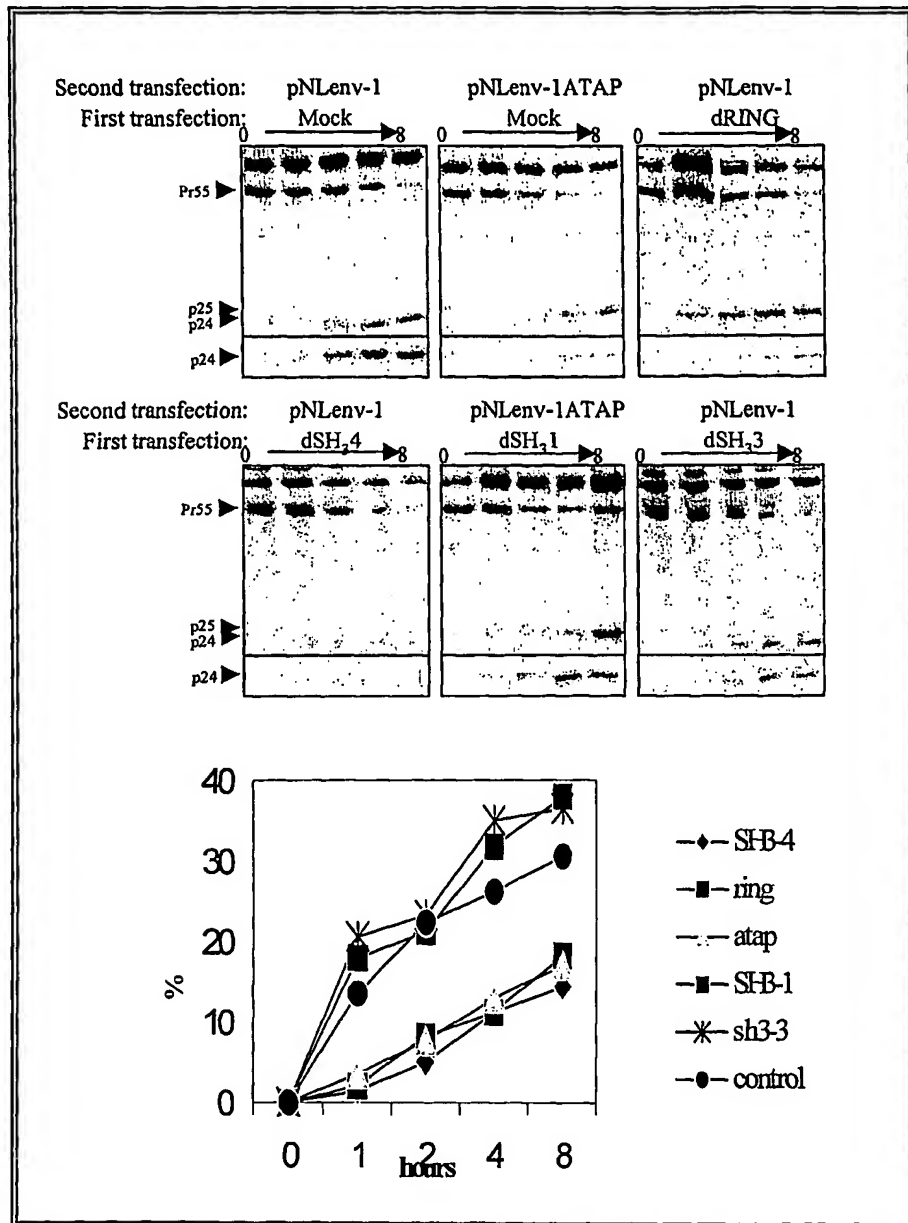 Second transfection: pNLenv-1 pNLenv-1ATAP pNLenv-1
First transfection: Mock Mock dRING
0 8 0 8 0 8
Pr55
p25
p24
p24
Second transfection: pNLenv-1 pNLenv-1ATAP pNLenv-1
First transfection: dSH₃4 dSH₃1 dSH₃3
0 8 0 8 0 8
Pr55
p25
p24
p24
40
30
20
10
0
%
0 1 2 4 8
hours
SH3-4
ring
atap
SH3-1
sh3-3
control